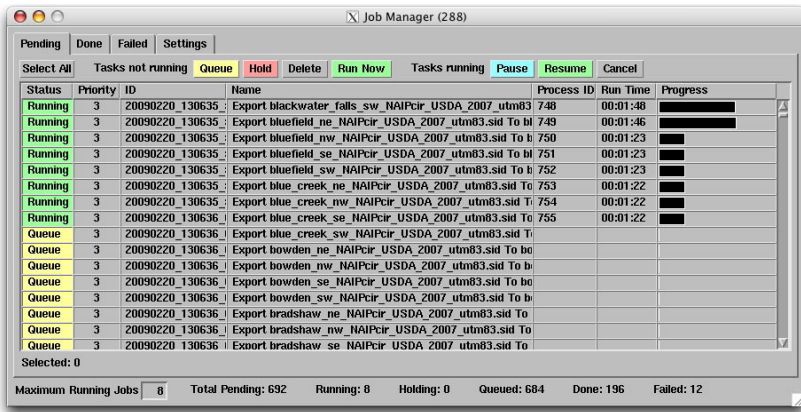 Job Manager (288)
Pending Done Failed Settings
Select All Tasks not running Queue Hold Delete Run Now Tasks running Pause Resume Cancel
Status Priority ID Name Process ID Run Time Progress
Running 3 20090220_130635_ Export blackwater_falls_sw_NAIPcir_USDA_2007_utm83 748 00:01:48
Running 3 20090220_130635_ Export bluefield_ne_NAIPcir_USDA_2007_utm83.sid To bl 749 00:01:46
Running 3 20090220_130635_ Export bluefield_nw_NAIPcir_USDA_2007_utm83.sid To b 750 00:01:23
Running 3 20090220_130635_ Export bluefield_se_NAIPcir_USDA_2007_utm83.sid To bl 751 00:01:23
Running 3 20090220_130635_ Export bluefield_sw_NAIPcir_USDA_2007_utm83.sid To b 752 00:01:23
Running 3 20090220_130635_ Export blue_creek_ne_NAIPcir_USDA_2007_utm83.sid To 753 00:01:22
Running 3 20090220_130635_ Export blue_creek_nw_NAIPcir_USDA_2007_utm83.sid T 754 00:01:22
Running 3 20090220_130636_ Export blue_creek_se_NAIPcir_USDA_2007_utm83.sid To 755 00:01:22
Queue 3 20090220_130636_ Export blue_creek_sw_NAIPcir_USDA_2007_utm83.sid T
Queue 3 20090220_130636_ Export bowden_ne_NAIPcir_USDA_2007_utm83.sid To bo
Queue 3 20090220_130636_ Export bowden_nw_NAIPcir_USDA_2007_utm83.sid To b
Queue 3 20090220_130636_ Export bowden_se_NAIPcir_USDA_2007_utm83.sid To bo
Queue 3 20090220_130636_ Export bowden_sw_NAIPcir_USDA_2007_utm83.sid To b
Queue 3 20090220_130636_ Export bradshaw_ne_NAIPcir_USDA_2007_utm83.sid To
Queue 3 20090220_130636_ Export bradshaw_nw_NAIPcir_USDA_2007_utm83.sid To
Queue 3 20090220_130636_ Export bradshaw_se_NAIPcir_USDA_2007_utm83.sid To
Selected: 0
Maximum Running Jobs 8 Total Pending: 692 Running: 8 Holding: 0 Queued: 684 Done: 196 Failed: 12